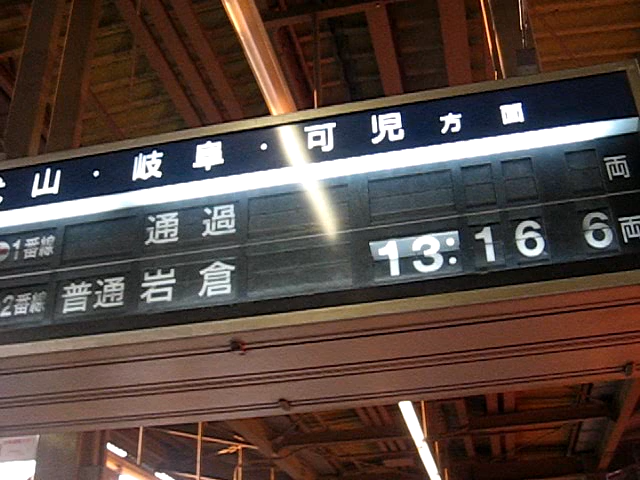 山・岐阜・可児方面
1番線 通過 両
2番線 普通 岩倉 13:16 6両